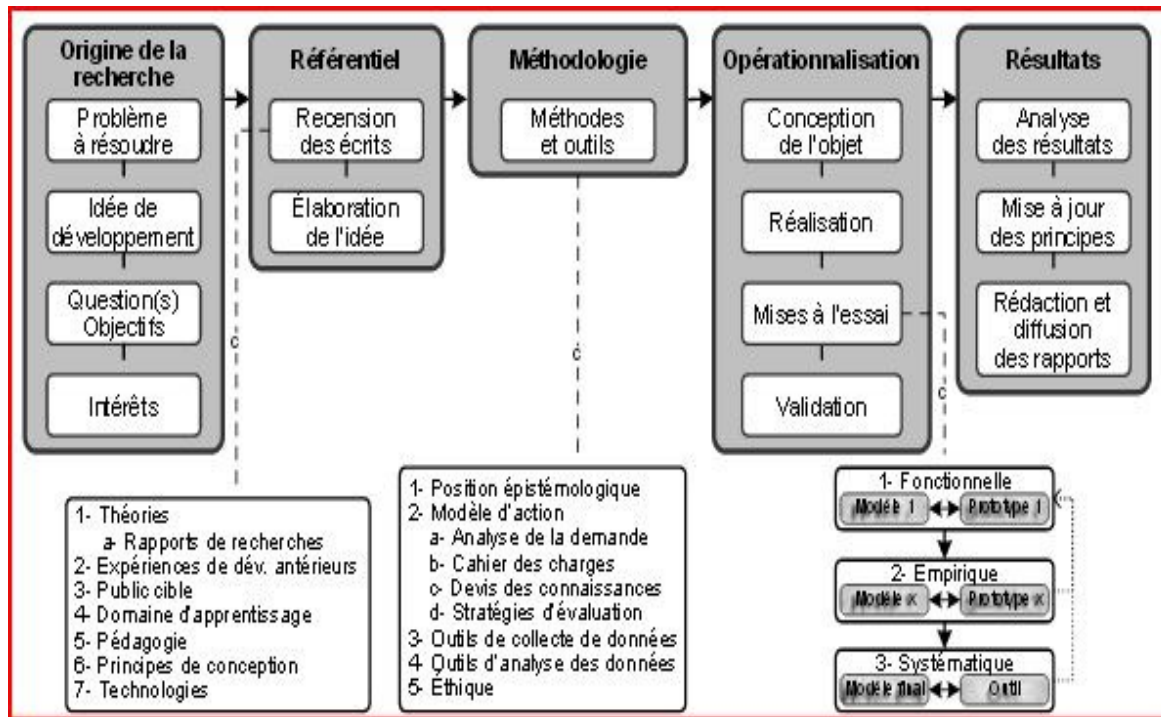 Origine de la
recherche
Problème
à résoudre
Idée de
développement
Question(s)
Objectifs
Intérêts
Référentiel
Recension
des écrits
Élaboration
de l'idée
Méthodologie
Méthodes
et outils
Opérationnalisation
Conception
de l'objet
Réalisation
Mises à l'essai
Validation
Résultats
Analyse
des résultats
Mise à jour
des principes
Rédaction et
diffusion
des rapports
c
c
c
1- Théories
a- Rapports de recherches
2- Expériences de dév. antérieurs
3- Public cible
4- Domaine d'apprentissage
5- Pédagogie
6- Principes de conception
7- Technologies
1- Position épistémologique
2- Modèle d'action
a- Analyse de la demande
b- Cahier des charges
c- Devis des connaissances
d- Stratégies d'évaluation
3- Outils de collecte de données
4- Outils d'analyse des données
5- Éthique
1- Fonctionnelle
Modèle 1 Prototype 1
2- Empirique
Modèle x Prototype x
3- Systématique
Modèle final Outil